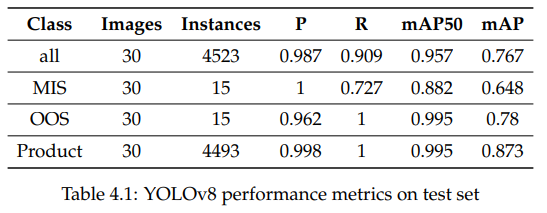 Class Images Instances P R mAP50 mAP
all 30 4523 0.987 0.909 0.957 0.767
MIS 30 15 1 0.727 0.882 0.648
OOS 30 15 0.962 1 0.995 0.78
Product 30 4493 0.998 1 0.995 0.873
Table 4.1: YOLOv8 performance metrics on test set